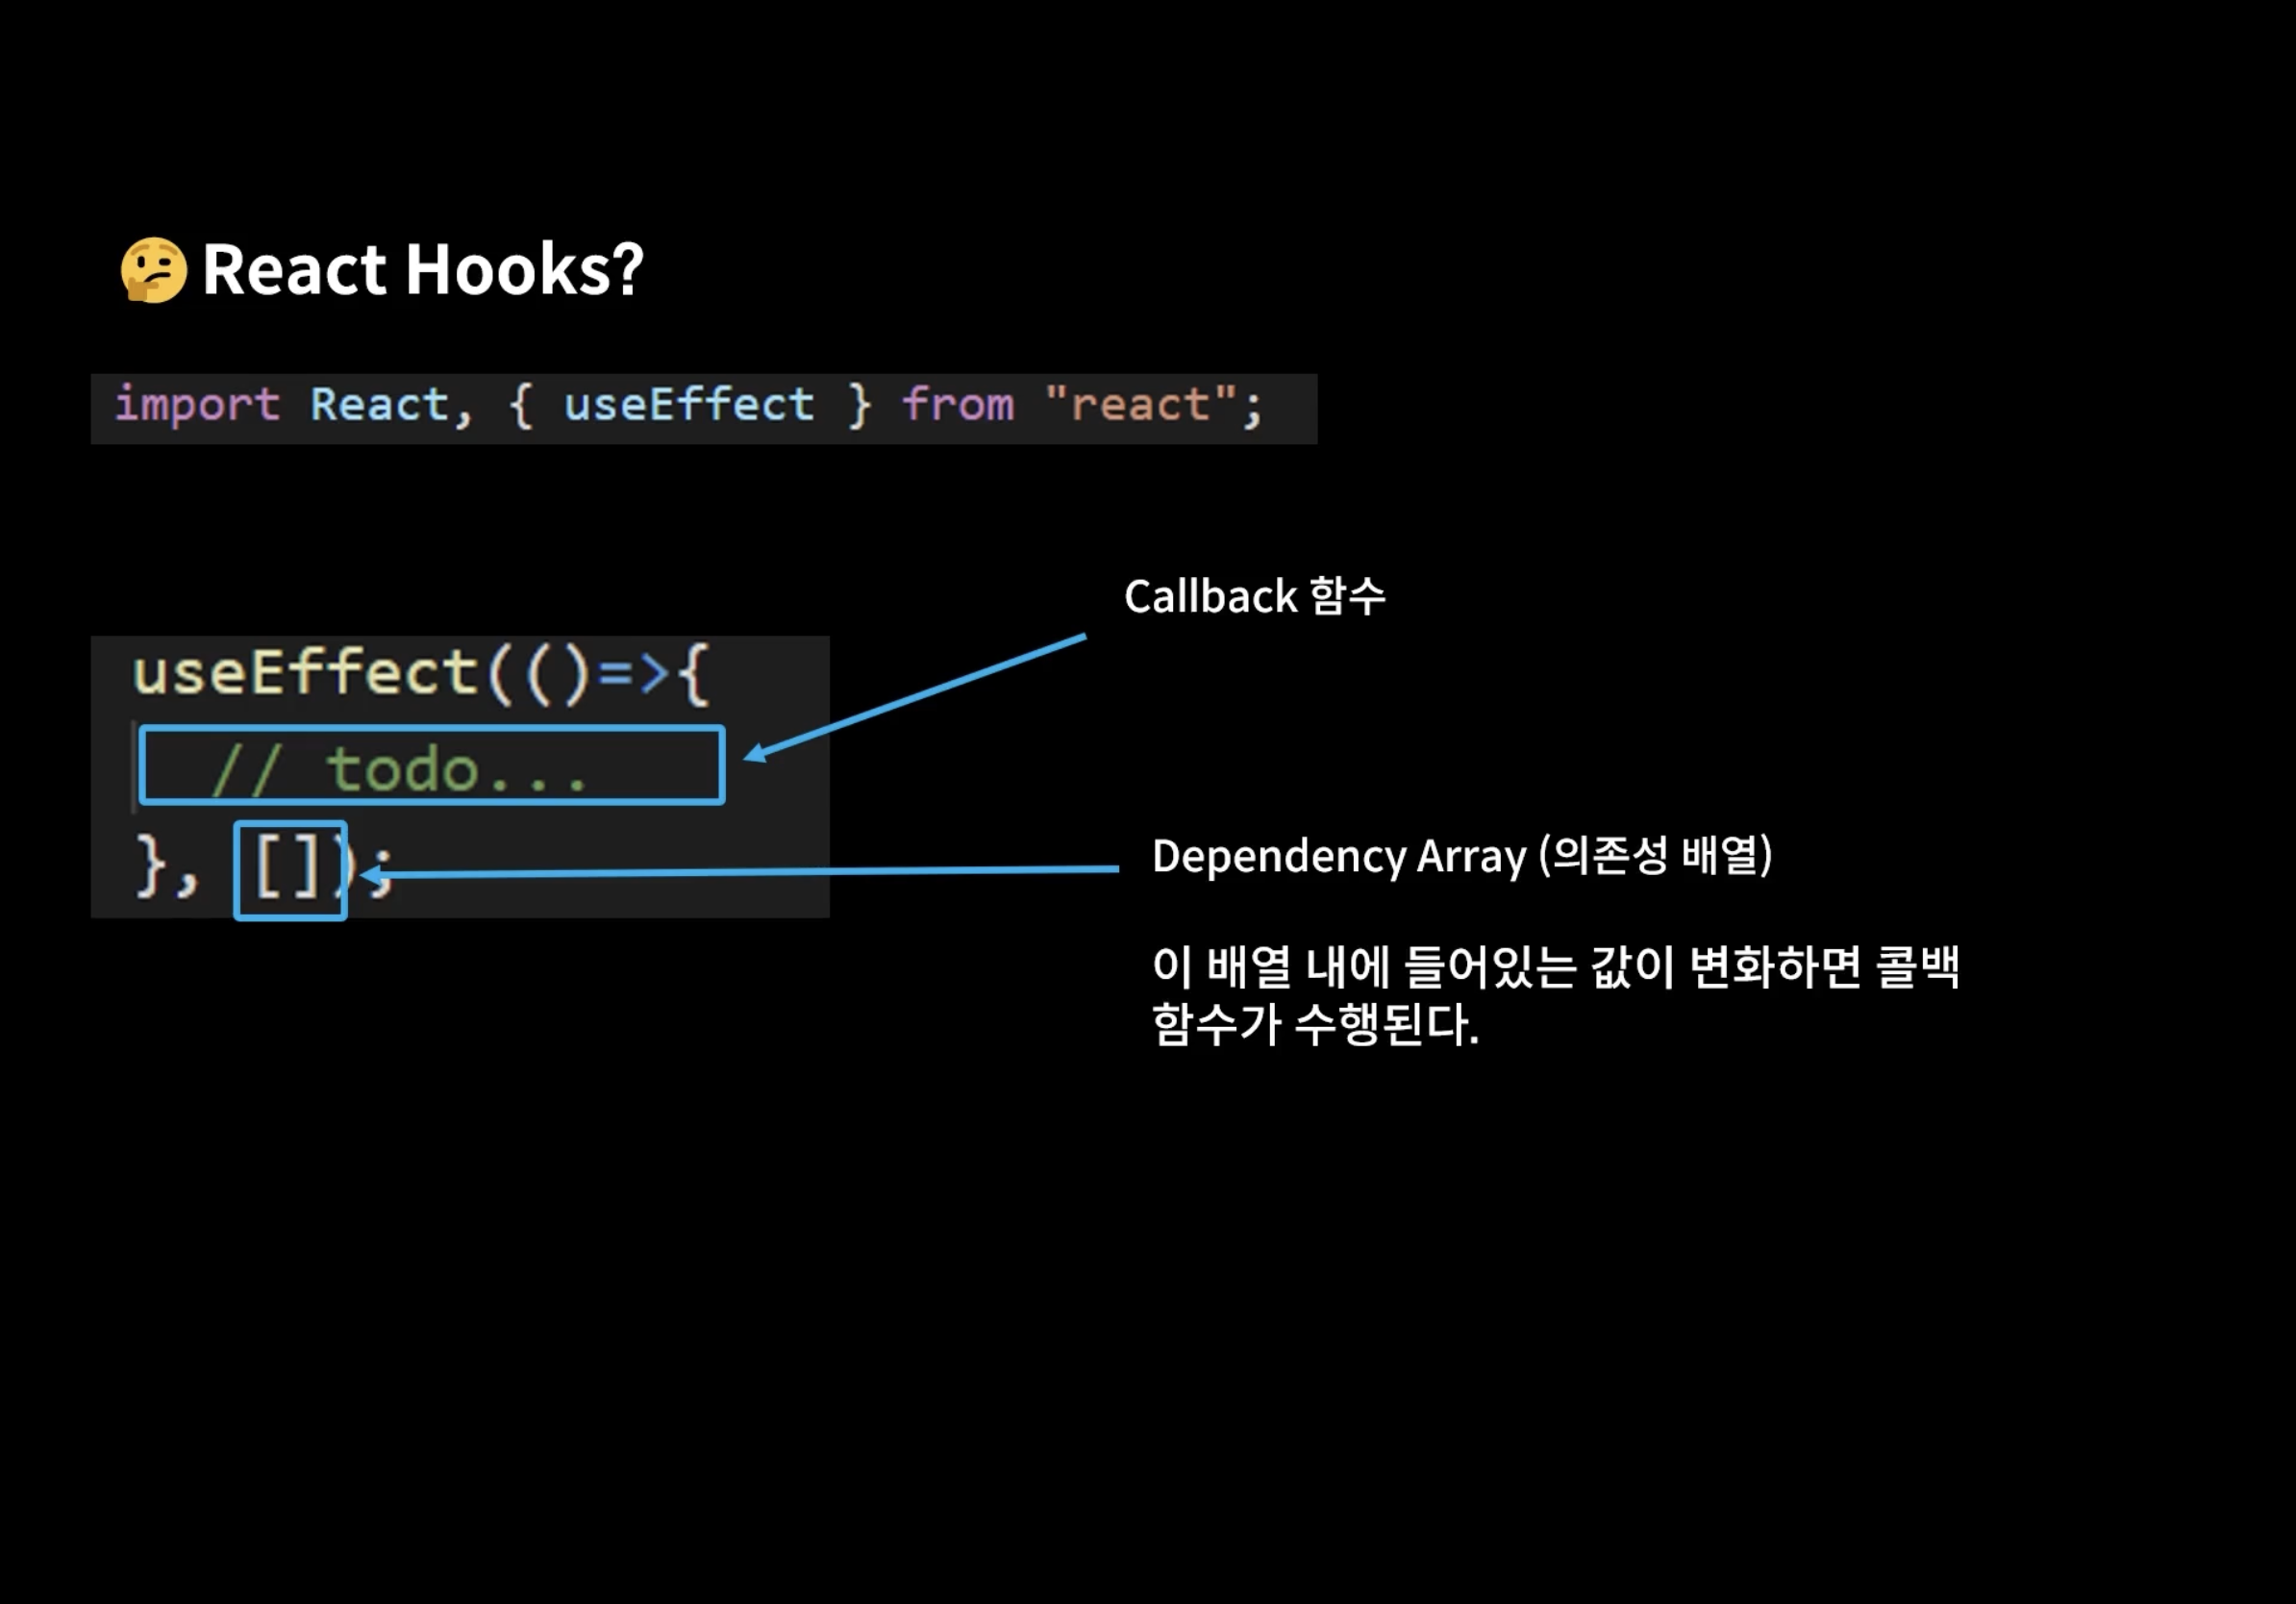 🤔 React Hooks?
import React, { useEffect } from "react";
Callback 함수
useEffect(()=>{
// todo...
}, []);
Dependency Array (의존성 배열)
이 배열 내에 들어있는 값이 변화하면 콜백
함수가 수행된다.